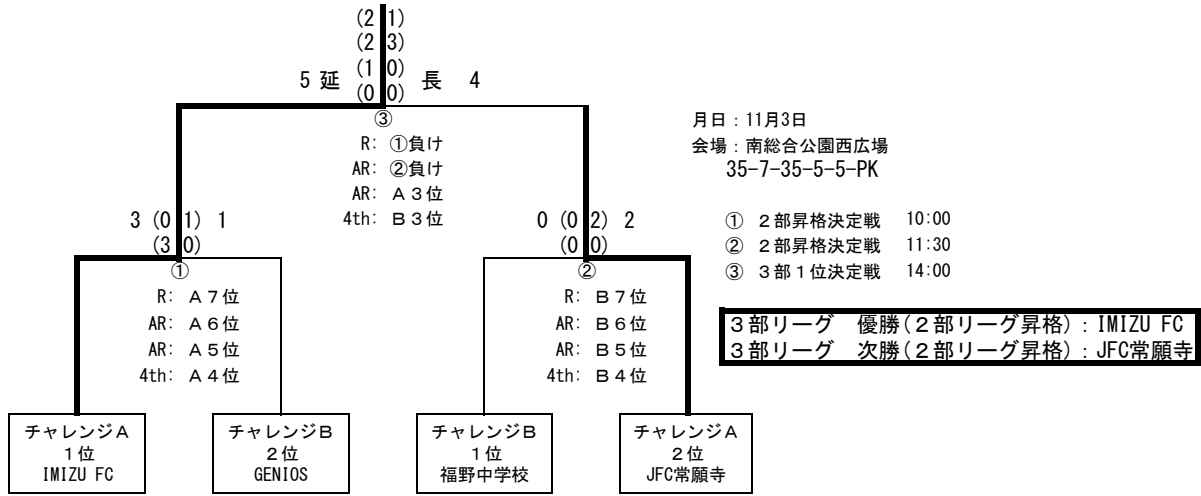 (2 1)
(2 3)
5 延 (1 0) 長 4
(0 0)
③
R: ①負け
AR: ②負け
AR: A3位
4th: B3位
月日:11月3日
会場:南総合公園西広場
35-7-35-5-5-PK
① 2部昇格決定戦 10:00
② 2部昇格決定戦 11:30
③ 3部1位決定戦 14:00
3部リーグ 優勝(2部リーグ昇格):IMIZU FC
3部リーグ 次勝(2部リーグ昇格):JFC常願寺
3 (0 1) 1
(3 0)
①
R: A7位
AR: A6位
AR: A5位
4th: A4位
0 (0 2) 2
(0 0)
②
R: B7位
AR: B6位
AR: B5位
4th: B4位
チャレンジA
1位
IMIZU FC
チャレンジB
2位
GENIOS
チャレンジB
1位
福野中学校
チャレンジA
2位
JFC常願寺